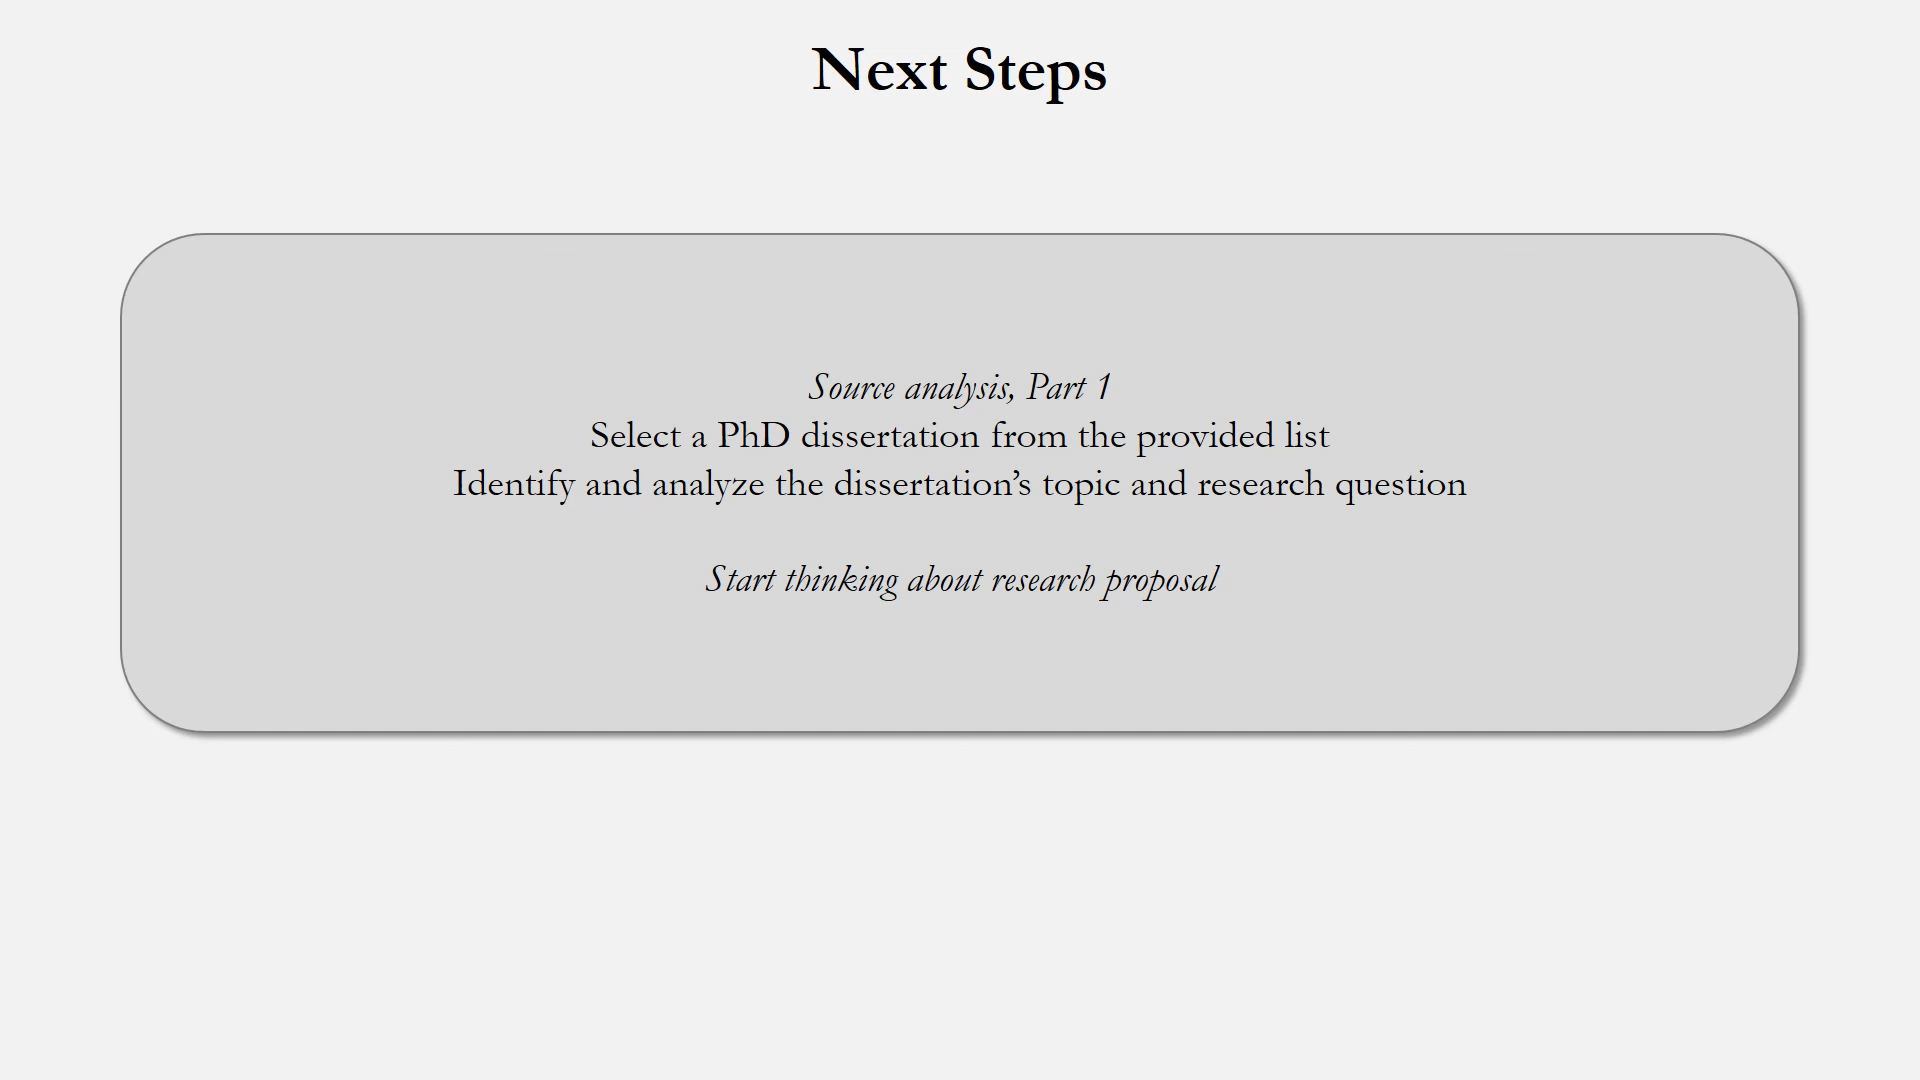 Next Steps
Source analysis, Part 1
Select a PhD dissertation from the provided list
Identify and analyze the dissertation’s topic and research question
Start thinking about research proposal